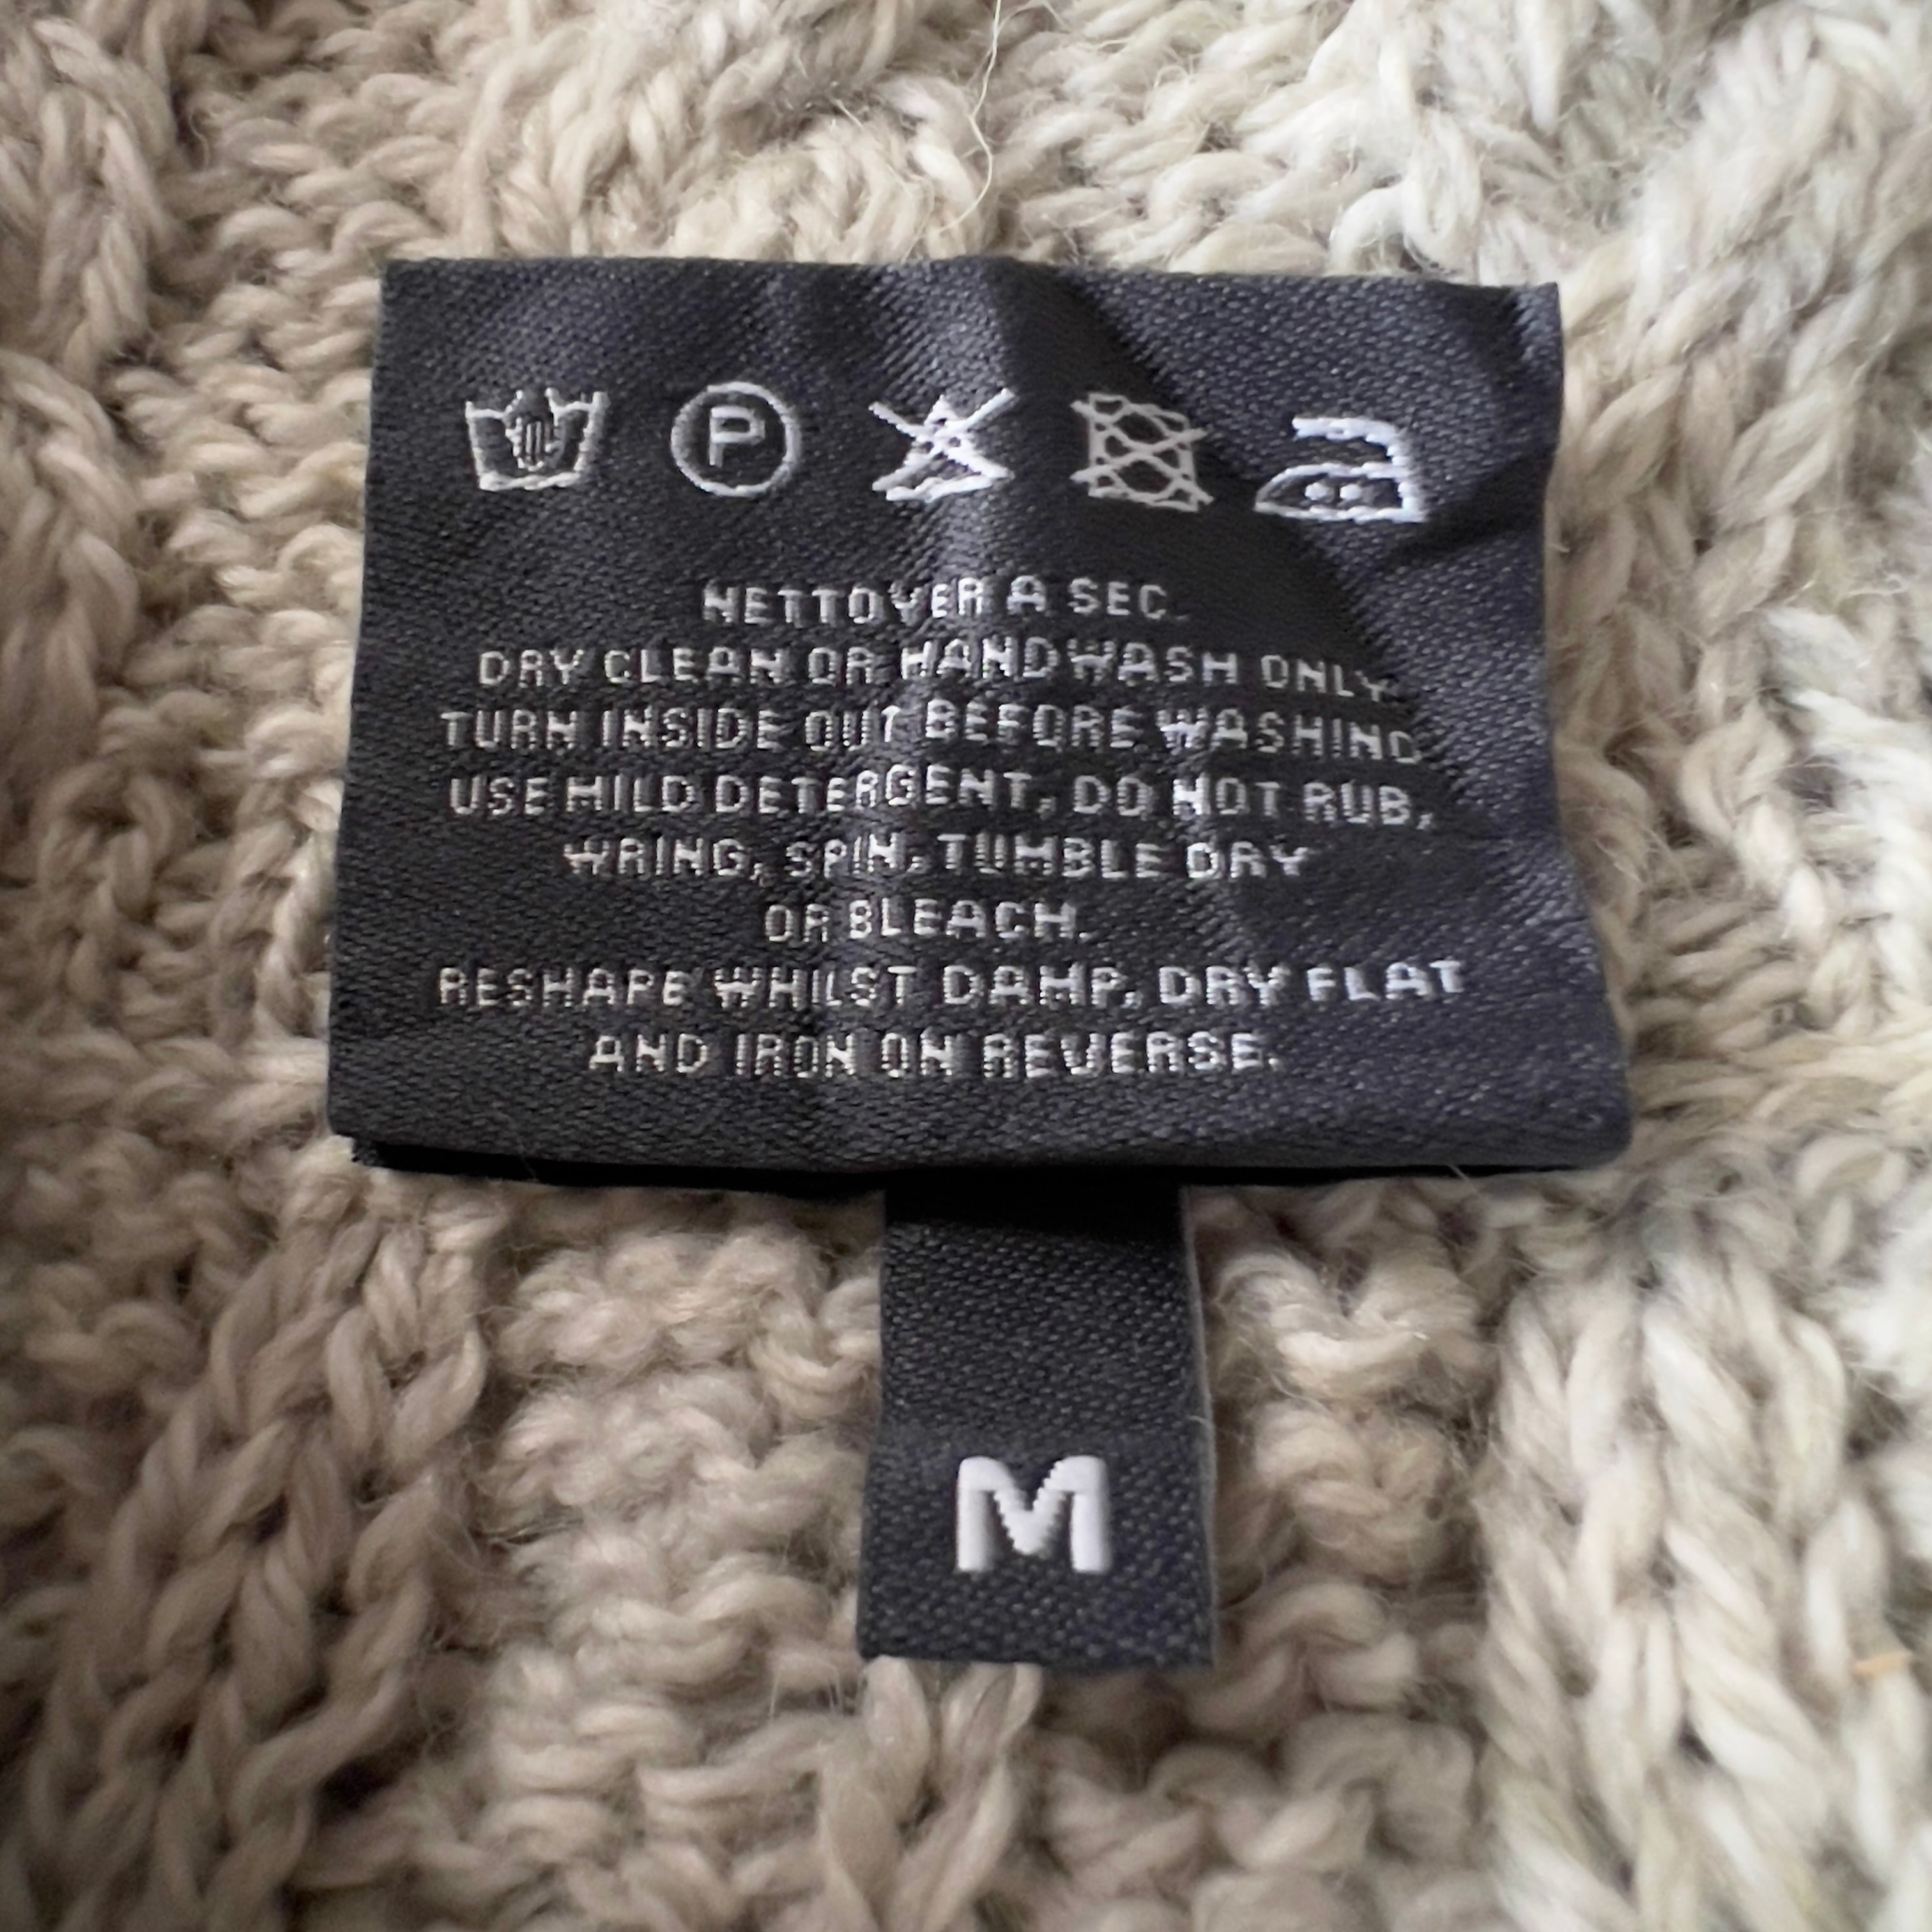 P
NETTOYER A SEC.
DRY CLEAN OR HANDWASH ONLY.
TURN INSIDE OUT BEFORE WASHING
USE MILD DETERGENT, DO NOT RUB,
WRING, SPIN, TUMBLE DRY
OR BLEACH.
RESHAPE WHILST DAMP, DRY FLAT
AND IRON ON REVERSE.
M